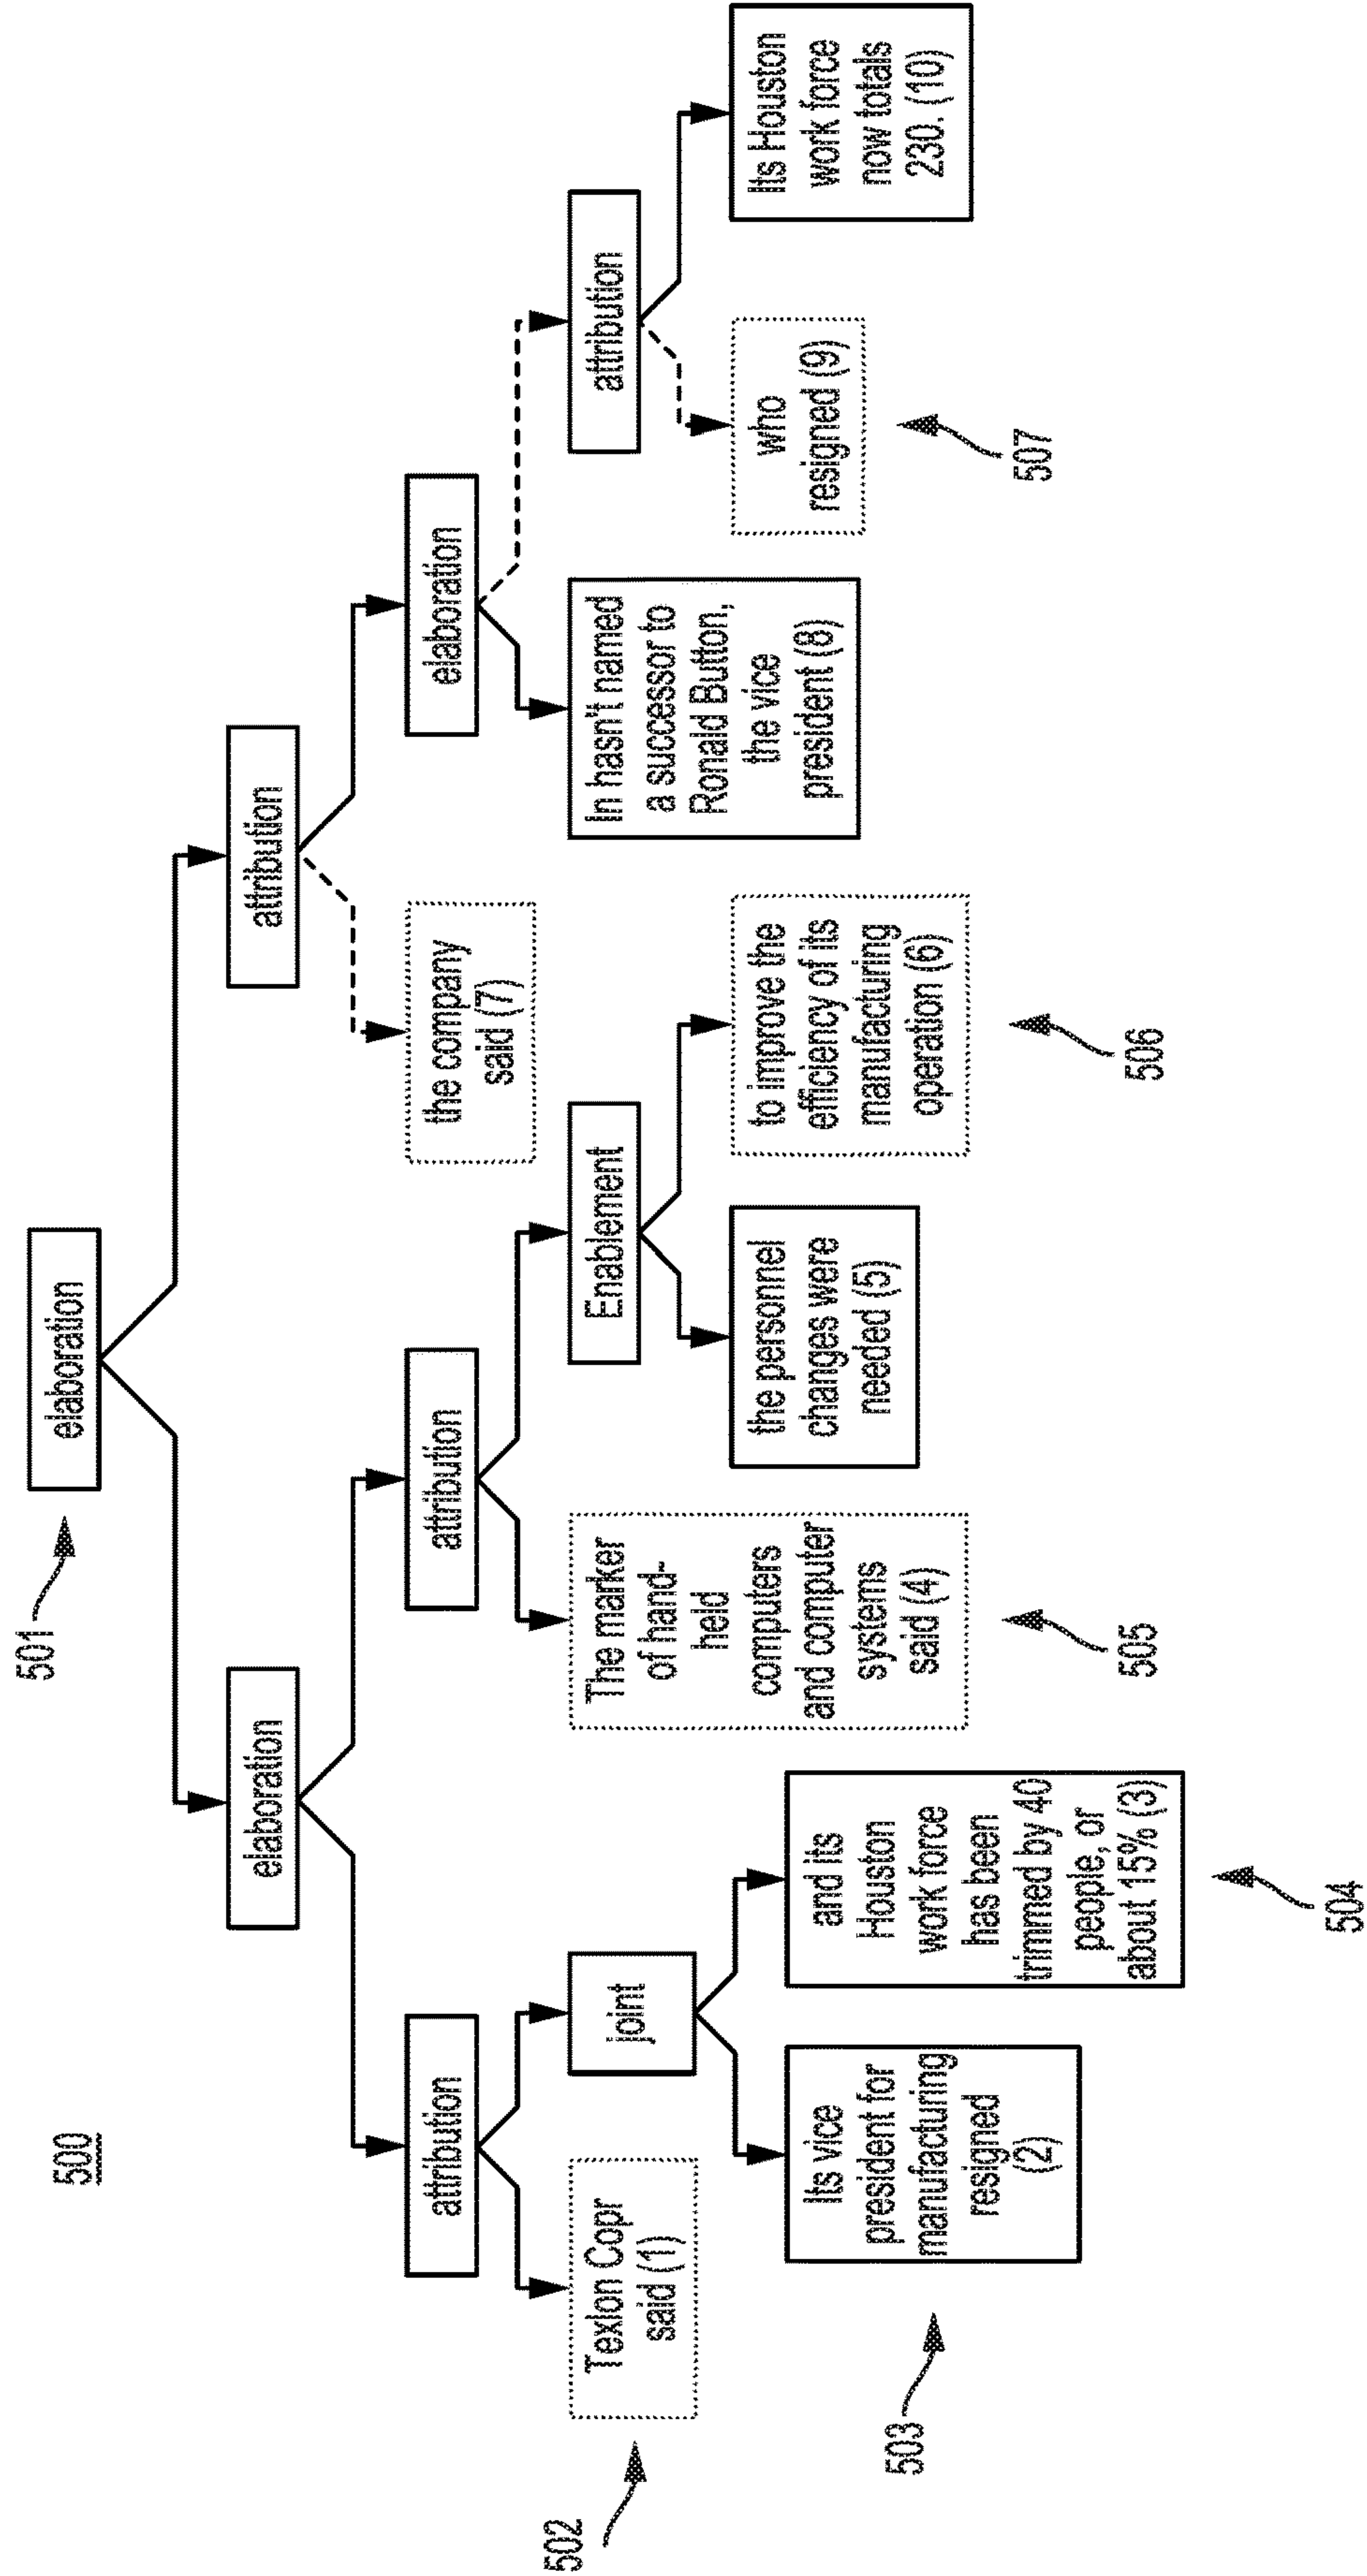 500
501
elaboration
elaboration
attribution
attribution
attribution
the company
said (7)
elaboration
Texlon Copr
said (1)
joint
The marker
of hand-
held
computers
and computer
systems
said (4)
Enablement
In hasn't named
a successor to
Ronald Button,
the vice
president (8)
attribution
502
Its vice
president for
manufacturing
resigned
(2)
and its
Houston
work force
has been
trimmed by 40
people, or
about 15% (3)
the personnel
changes were
needed (5)
to improve the
efficiency of its
manufacturing
operation (6)
who
resigned (9)
Its Houston
work force
now totals
230. (10)
503
504
505
506
507